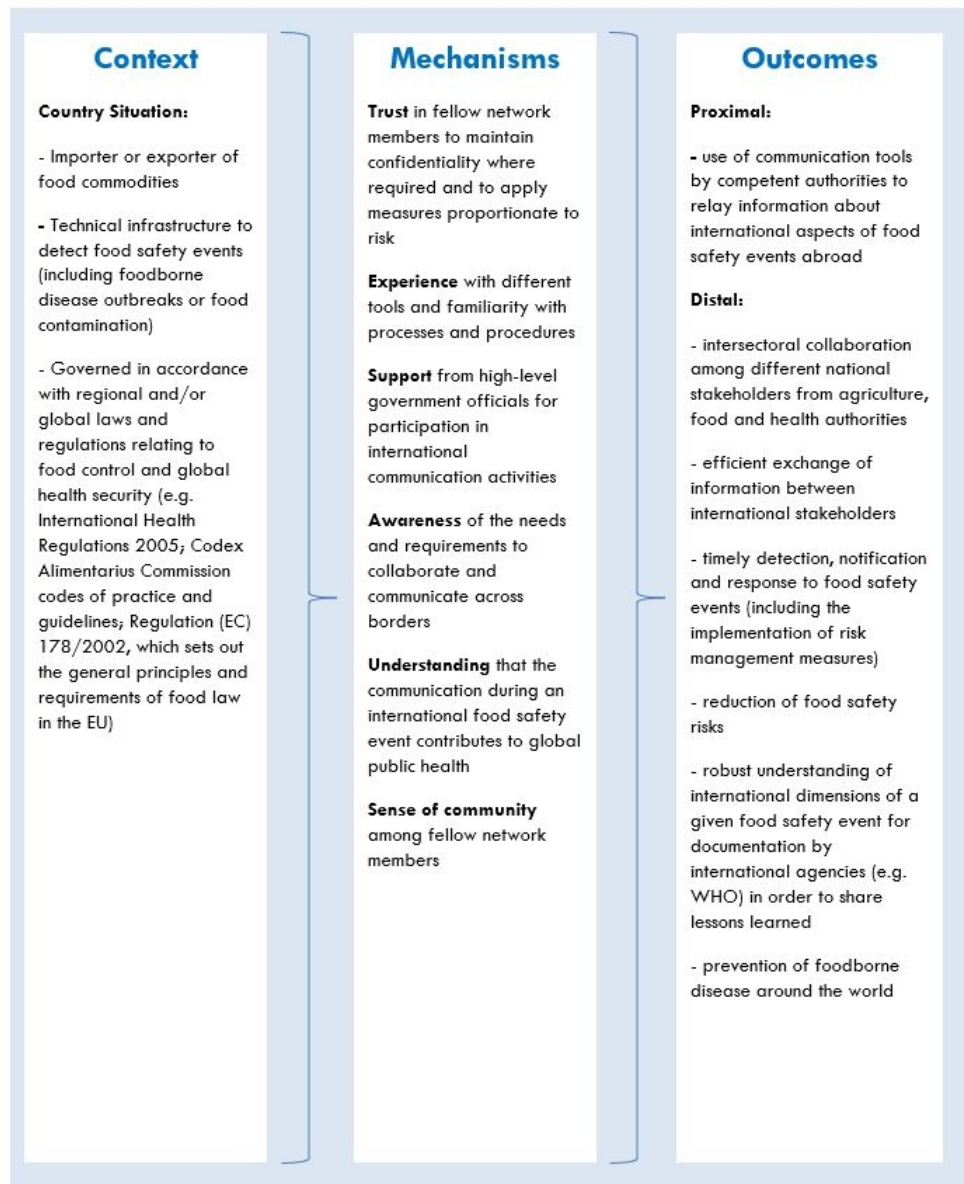 Context
Country Situation:
- Importer or exporter of
food commodities
- Technical infrastructure to
detect food safety events
(including foodborne
disease outbreaks or food
contamination)
- Governed in accordance
with regional and/or
global laws and
regulations relating to
food control and global
health security (e.g.
International Health
Regulations 2005; Codex
Alimentarius Commission
codes of practice and
guidelines; Regulation (EC)
178/2002, which sets out
the general principles and
requirements of food law
in the EU)
Mechanisms
Trust in fellow network
members to maintain
confidentiality where
required and to apply
measures proportionate to
risk
Experience with different
tools and familiarity with
processes and procedures
Support from high-level
government officials for
participation in
international
communication activities
Awareness of the needs
and requirements to
collaborate and
communicate across
borders
Understanding that the
communication during an
international food safety
event contributes to global
public health
Sense of community
among fellow network
members
Outcomes
Proximal:
- use of communication tools
by competent authorities to
relay information about
international aspects of food
safety events abroad
Distal:
- intersectoral collaboration
among different national
stakeholders from agriculture,
food and health authorities
- efficient exchange of
information between
international stakeholders
- timely detection, notification
and response to food safety
events (including the
implementation of risk
management measures)
- reduction of food safety
risks
- robust understanding of
international dimensions of a
given food safety event for
documentation by
international agencies (e.g.
WHO) in order to share
lessons learned
- prevention of foodborne
disease around the world